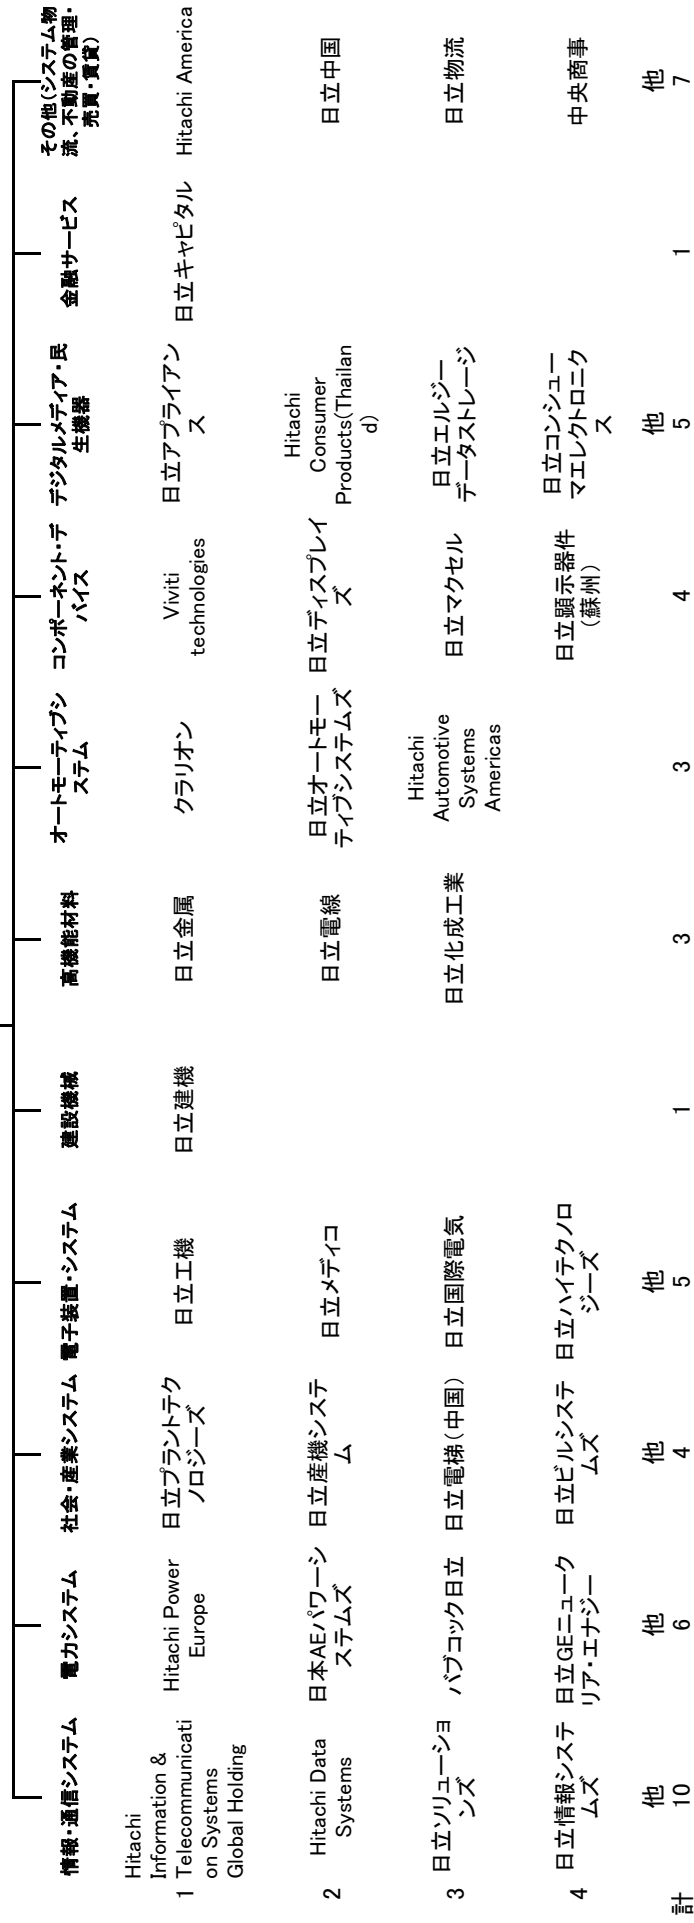 情報・通信システム
電力システム
社会・産業システム
電子装置・システム
建設機械
高機能材料
オートモーティブシ
ステム
コンポーネント・デ
バイス
デジタルメディア・民
生機器
金融サービス
その他(システム物
流、不動産の管理・
売買・賃貸)
1
Hitachi
Information &
Telecommunicati
on Systems
Global Holding
Hitachi Power
Europe
日立プラントテク
ノロジーズ
日立工機
日立建機
日立金属
クラリオン
Viviti
technologies
日立アプライアン
ス
日立キャピタル
Hitachi America
2
Hitachi Data
Systems
日本AEパワーシ
ステムズ
日立産機システ
ム
日立メディコ
日立電線
日立オートモー
ティブシステムズ
日立ディスプレイ
ズ
Hitachi
Consumer
Products(Thailan
d)
日立中国
3
日立ソリューショ
ンズ
バブコック日立
日立電梯(中国)
日立国際電気
日立化成工業
Hitachi
Automotive
Systems
Americas
日立マクセル
日立エルジー
データストレージ
日立物流
4
日立情報システ
ムズ
日立GEニューク
リア・エナジー
日立ビルシステ
ムズ
日立ハイテクノロ
ジーズ
日立顕示器件
(蘇州)
日立コンシュー
マエレクトロニク
ス
中央商事
他
他
他
他
他
他
計
10
6
4
5
1
3
3
4
5
1
7